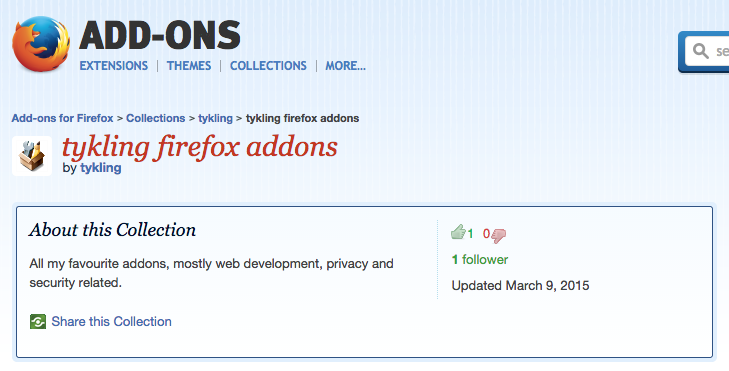 ADD-ONS
EXTENSIONS | THEMES | COLLECTIONS | MORE...
se
Add-ons for Firefox > Collections > tykling > tykling firefox addons
tykling firefox addons
by tykling
About this Collection
All my favourite addons, mostly web development, privacy and
security related.
Share this Collection
1 0
1 follower
Updated March 9, 2015